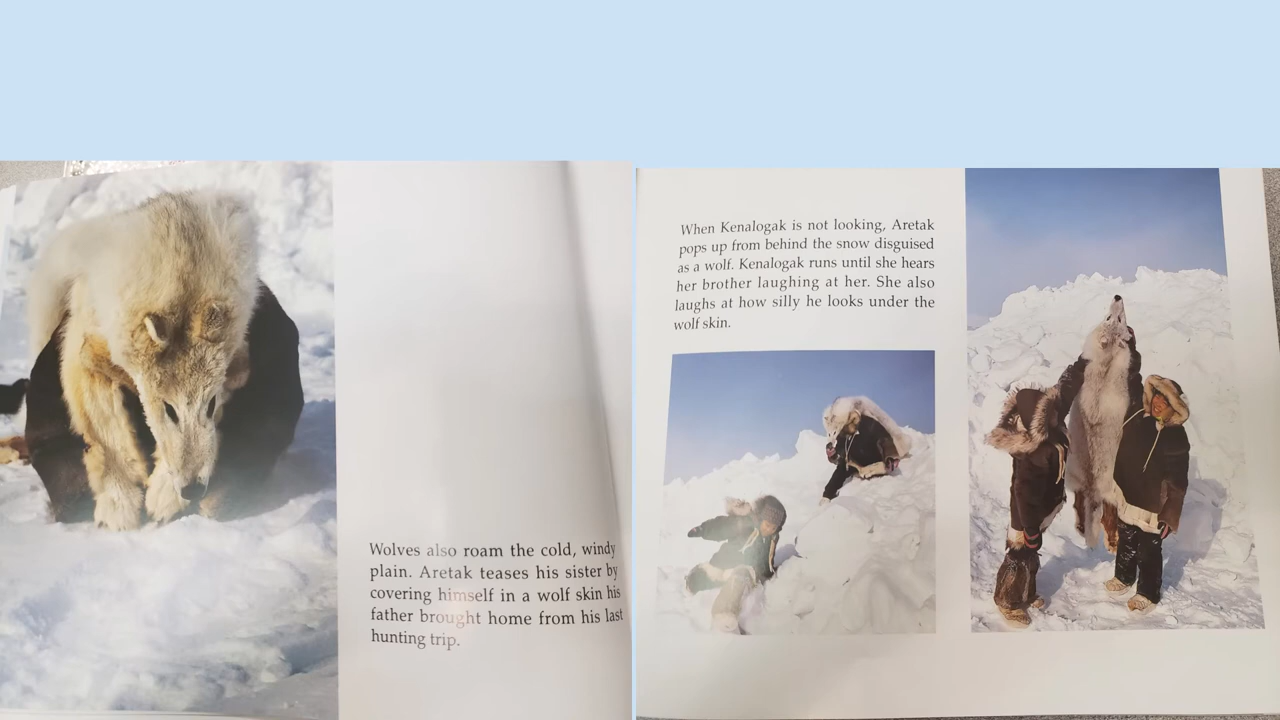 Wolves also roam the cold, windy
plain. Aretak teases his sister by
covering himself in a wolf skin his
father brought home from his last
hunting trip.
When Kenalogak is not looking, Aretak
pops up from behind the snow disguised
as a wolf. Kenalogak runs until she hears
her brother laughing at her. She also
laughs at how silly he looks under the
wolf skin.